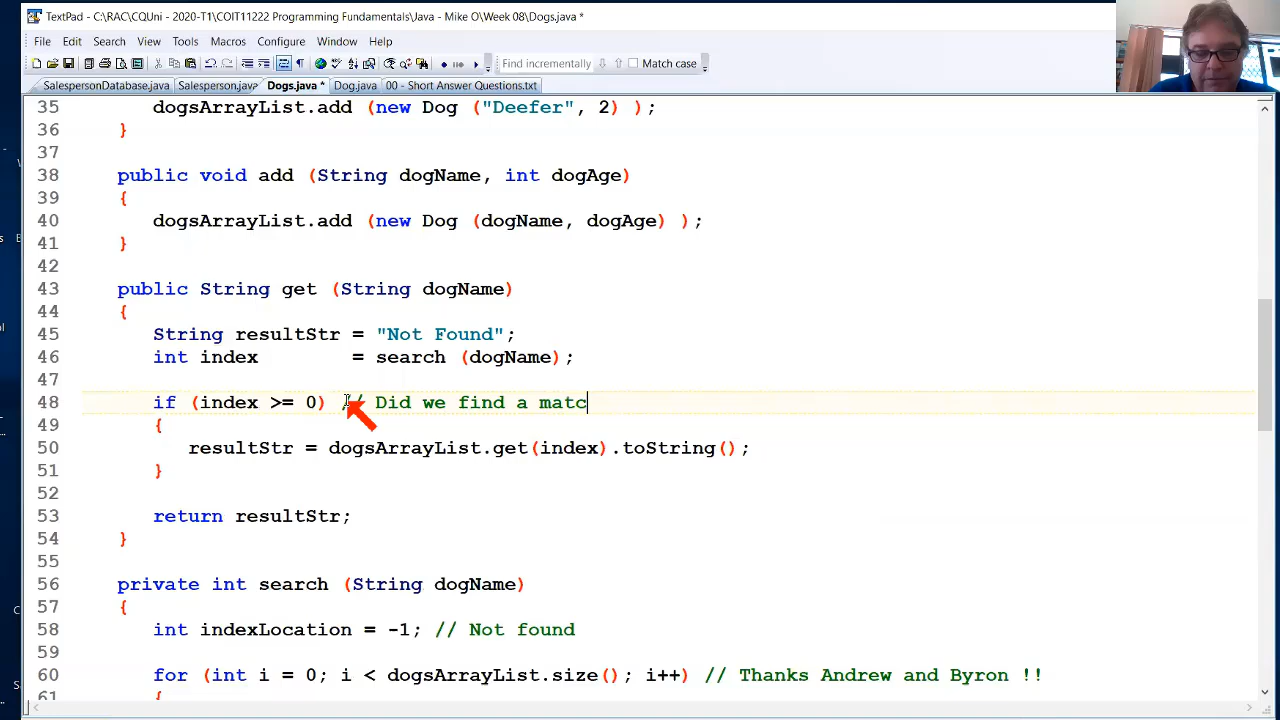 TextPad - C:\RAC\CQUni - 2020-T1\COIT11222 Programming Fundamentals\Java - Mike O\Week 08\Dogs.java *
File Edit Search View Tools Macros Configure Window Help
Find incrementally Match case
SalespersonDatabase.java Salesperson.java Dogs.java * Dog.java 00 - Short Answer Questions.txt
35 dogsArrayList.add (new Dog ("Deefer", 2) );
36 }
37
38 public void add (String dogName, int dogAge)
39 {
40 dogsArrayList.add (new Dog (dogName, dogAge) );
41 }
42
43 public String get (String dogName)
44 {
45 String resultStr = "Not Found";
46 int index = search (dogName);
47
48 if (index >= 0) // Did we find a matc
49 {
50 resultStr = dogsArrayList.get(index).toString();
51 }
52
53 return resultStr;
54 }
55
56 private int search (String dogName)
57 {
58 int indexLocation = -1; // Not found
59
60 for (int i = 0; i < dogsArrayList.size(); i++) // Thanks Andrew and Byron !!
61 {